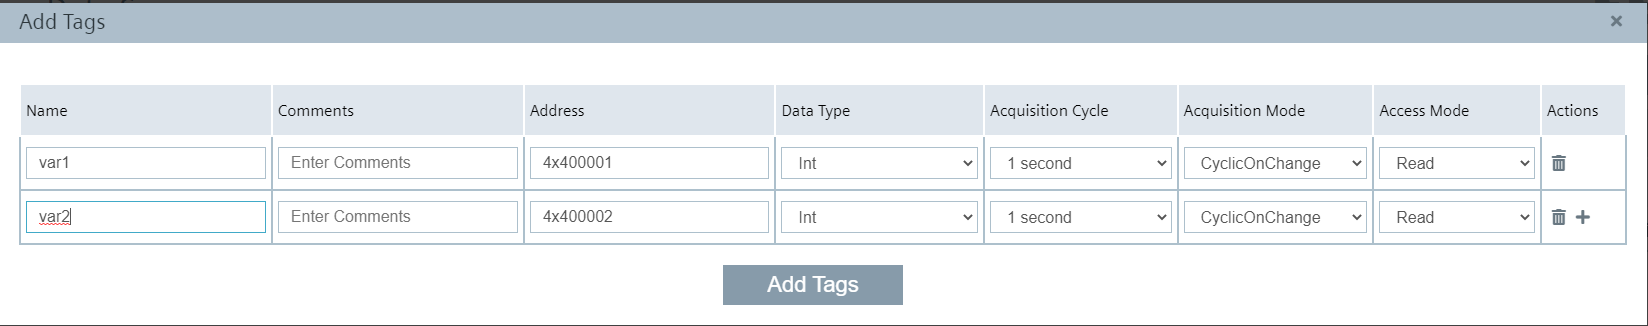 Add Tags
Name Comments Address Data Type Acquisition Cycle Acquisition Mode Access Mode Actions
var1 Enter Comments 4x400001 Int 1 second CyclicOnChange Read
var2 Enter Comments 4x400002 Int 1 second CyclicOnChange Read
Add Tags